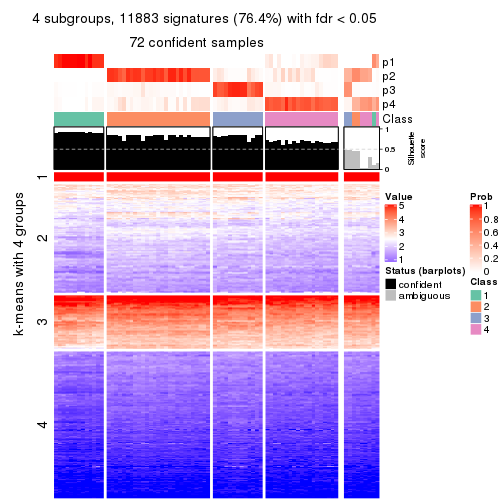 4 subgroups, 11883 signatures (76.4%) with fdr < 0.05
72 confident samples
p1
p2
p3
p4
Class
1
0.5
0
Silhouette
score
k-means with 4 groups
1
2
3
4
Value
5
4
3
2
1
Status (barplots)
confident
ambiguous
Prob
1
0.8
0.6
0.4
0.2
0
Class
1
2
3
4